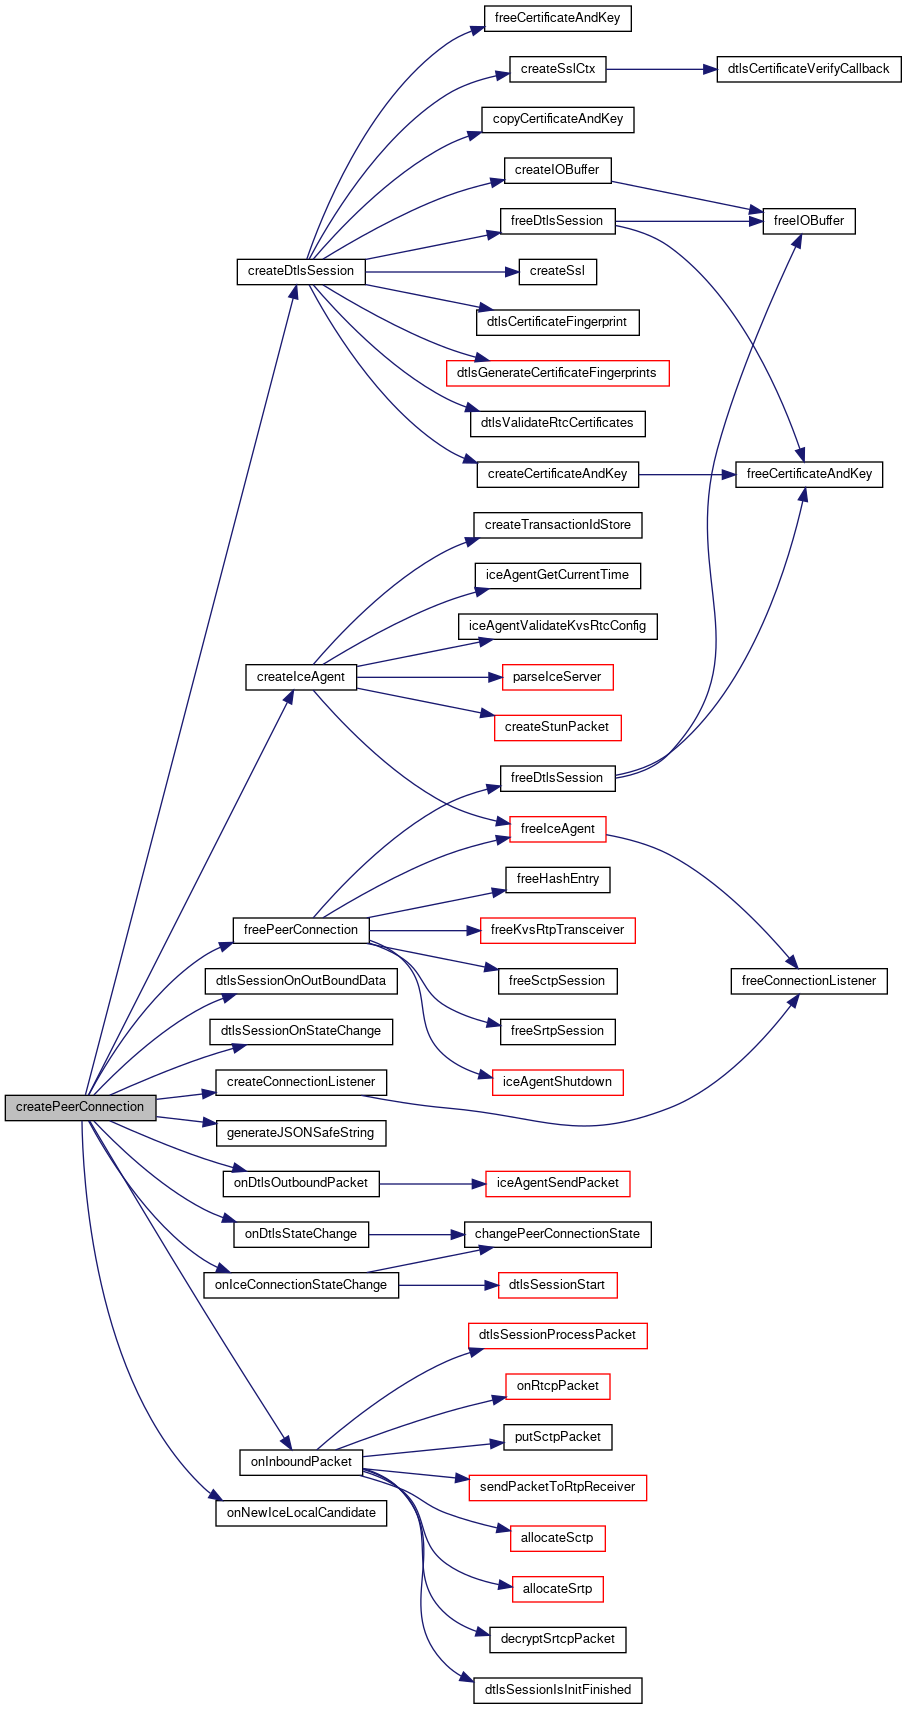 freeCertificateAndKey
createSslCtx
dtlsCertificateVerifyCallback
copyCertificateAndKey
createIOBuffer
freeDtlsSession
freeIOBuffer
createDtlsSession
createSsl
dtlsCertificateFingerprint
dtlsGenerateCertificateFingerprints
dtlsValidateRtcCertificates
createCertificateAndKey
freeCertificateAndKey
createTransactionIdStore
iceAgentGetCurrentTime
iceAgentValidateKvsRtcConfig
createIceAgent
parseIceServer
createStunPacket
freeDtlsSession
freeIceAgent
freeHashEntry
freePeerConnection
freeKvsRtpTransceiver
dtlsSessionOnOutBoundData
freeSctpSession
freeConnectionListener
dtlsSessionOnStateChange
freeSrtpSession
createConnectionListener
iceAgentShutdown
createPeerConnection
generateJSONSafeString
onDtlsOutboundPacket
iceAgentSendPacket
onDtlsStateChange
changePeerConnectionState
onIceConnectionStateChange
dtlsSessionStart
dtlsSessionProcessPacket
onRtcpPacket
putSctpPacket
onInboundPacket
sendPacketToRtpReceiver
onNewIceLocalCandidate
allocateSctp
allocateSrtp
decryptSrtcpPacket
dtlsSessionIsInitFinished